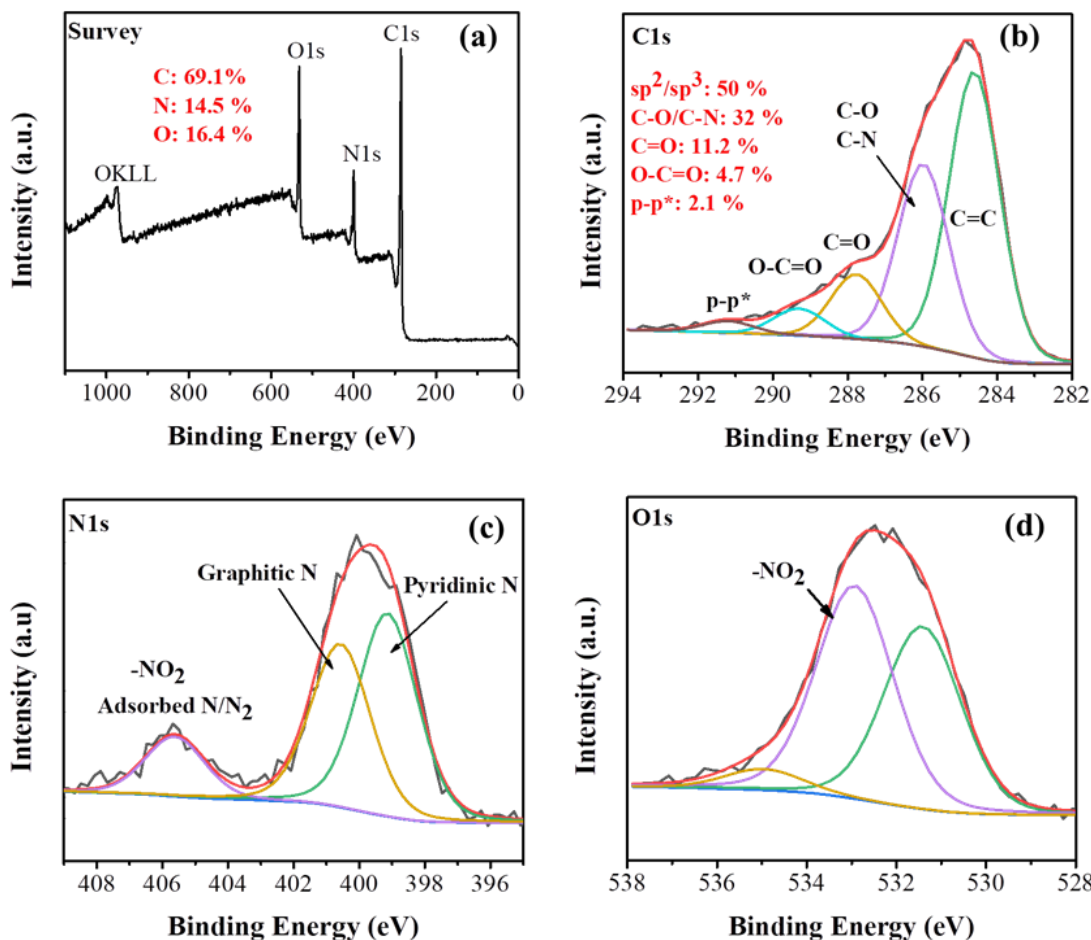 Survey
(a)
O1s
C1s
C: 69.1%
N: 14.5 %
O: 16.4 %
N1s
OKLL
Intensity (a.u.)
1000 800 600 400 200 0
Binding Energy (eV)
C1s
(b)
sp²/sp³: 50 %
C-O/C-N: 32 %
C=O: 11.2 %
O-C=O: 4.7 %
p-p*: 2.1 %
C-O
C-N
C=C
C=O
O-C=O
p-p*
Intensity (a.u.)
294 292 290 288 286 284 282
Binding Energy (eV)
N1s
(c)
Graphitic N
Pyridinic N
-NO₂
Adsorbed N/N₂
Intensity (a.u)
408 406 404 402 400 398 396
Binding Energy (eV)
O1s
(d)
-NO₂
Intensity (a.u.)
538 536 534 532 530 528
Binding Energy (eV)